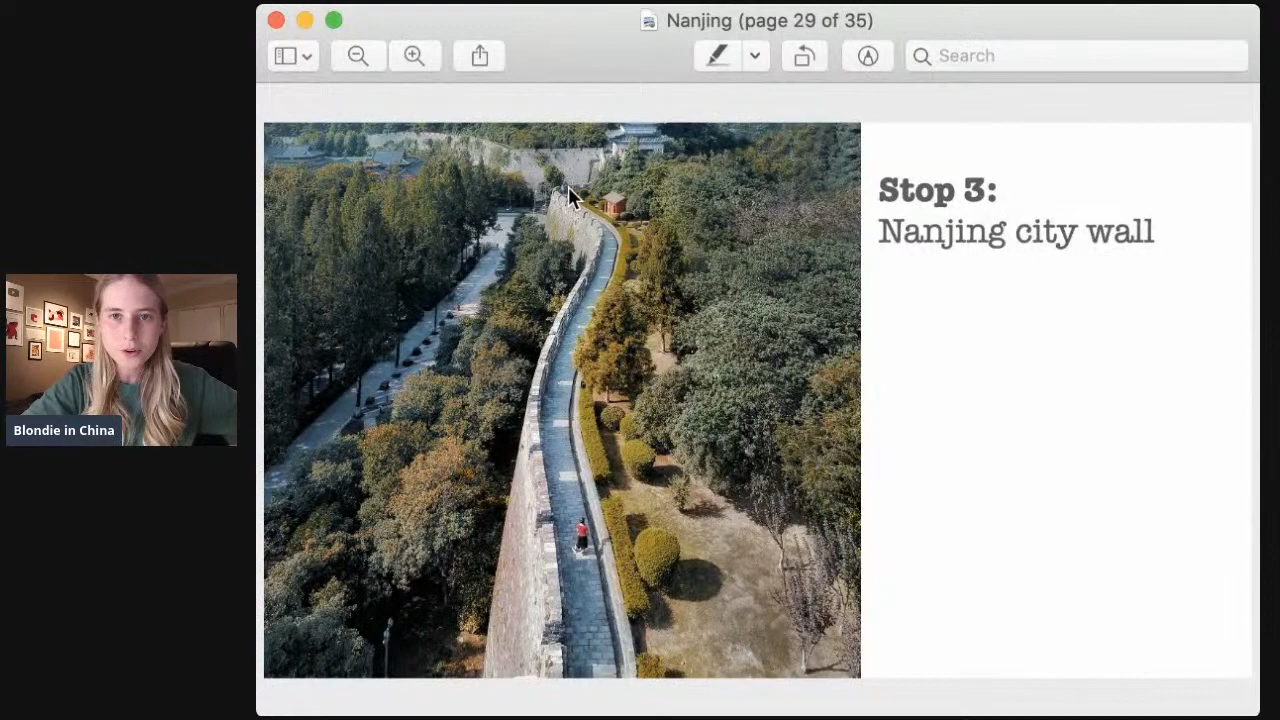 Nanjing (page 29 of 35)
Search
Stop 3:
Nanjing city wall
Blondie in China